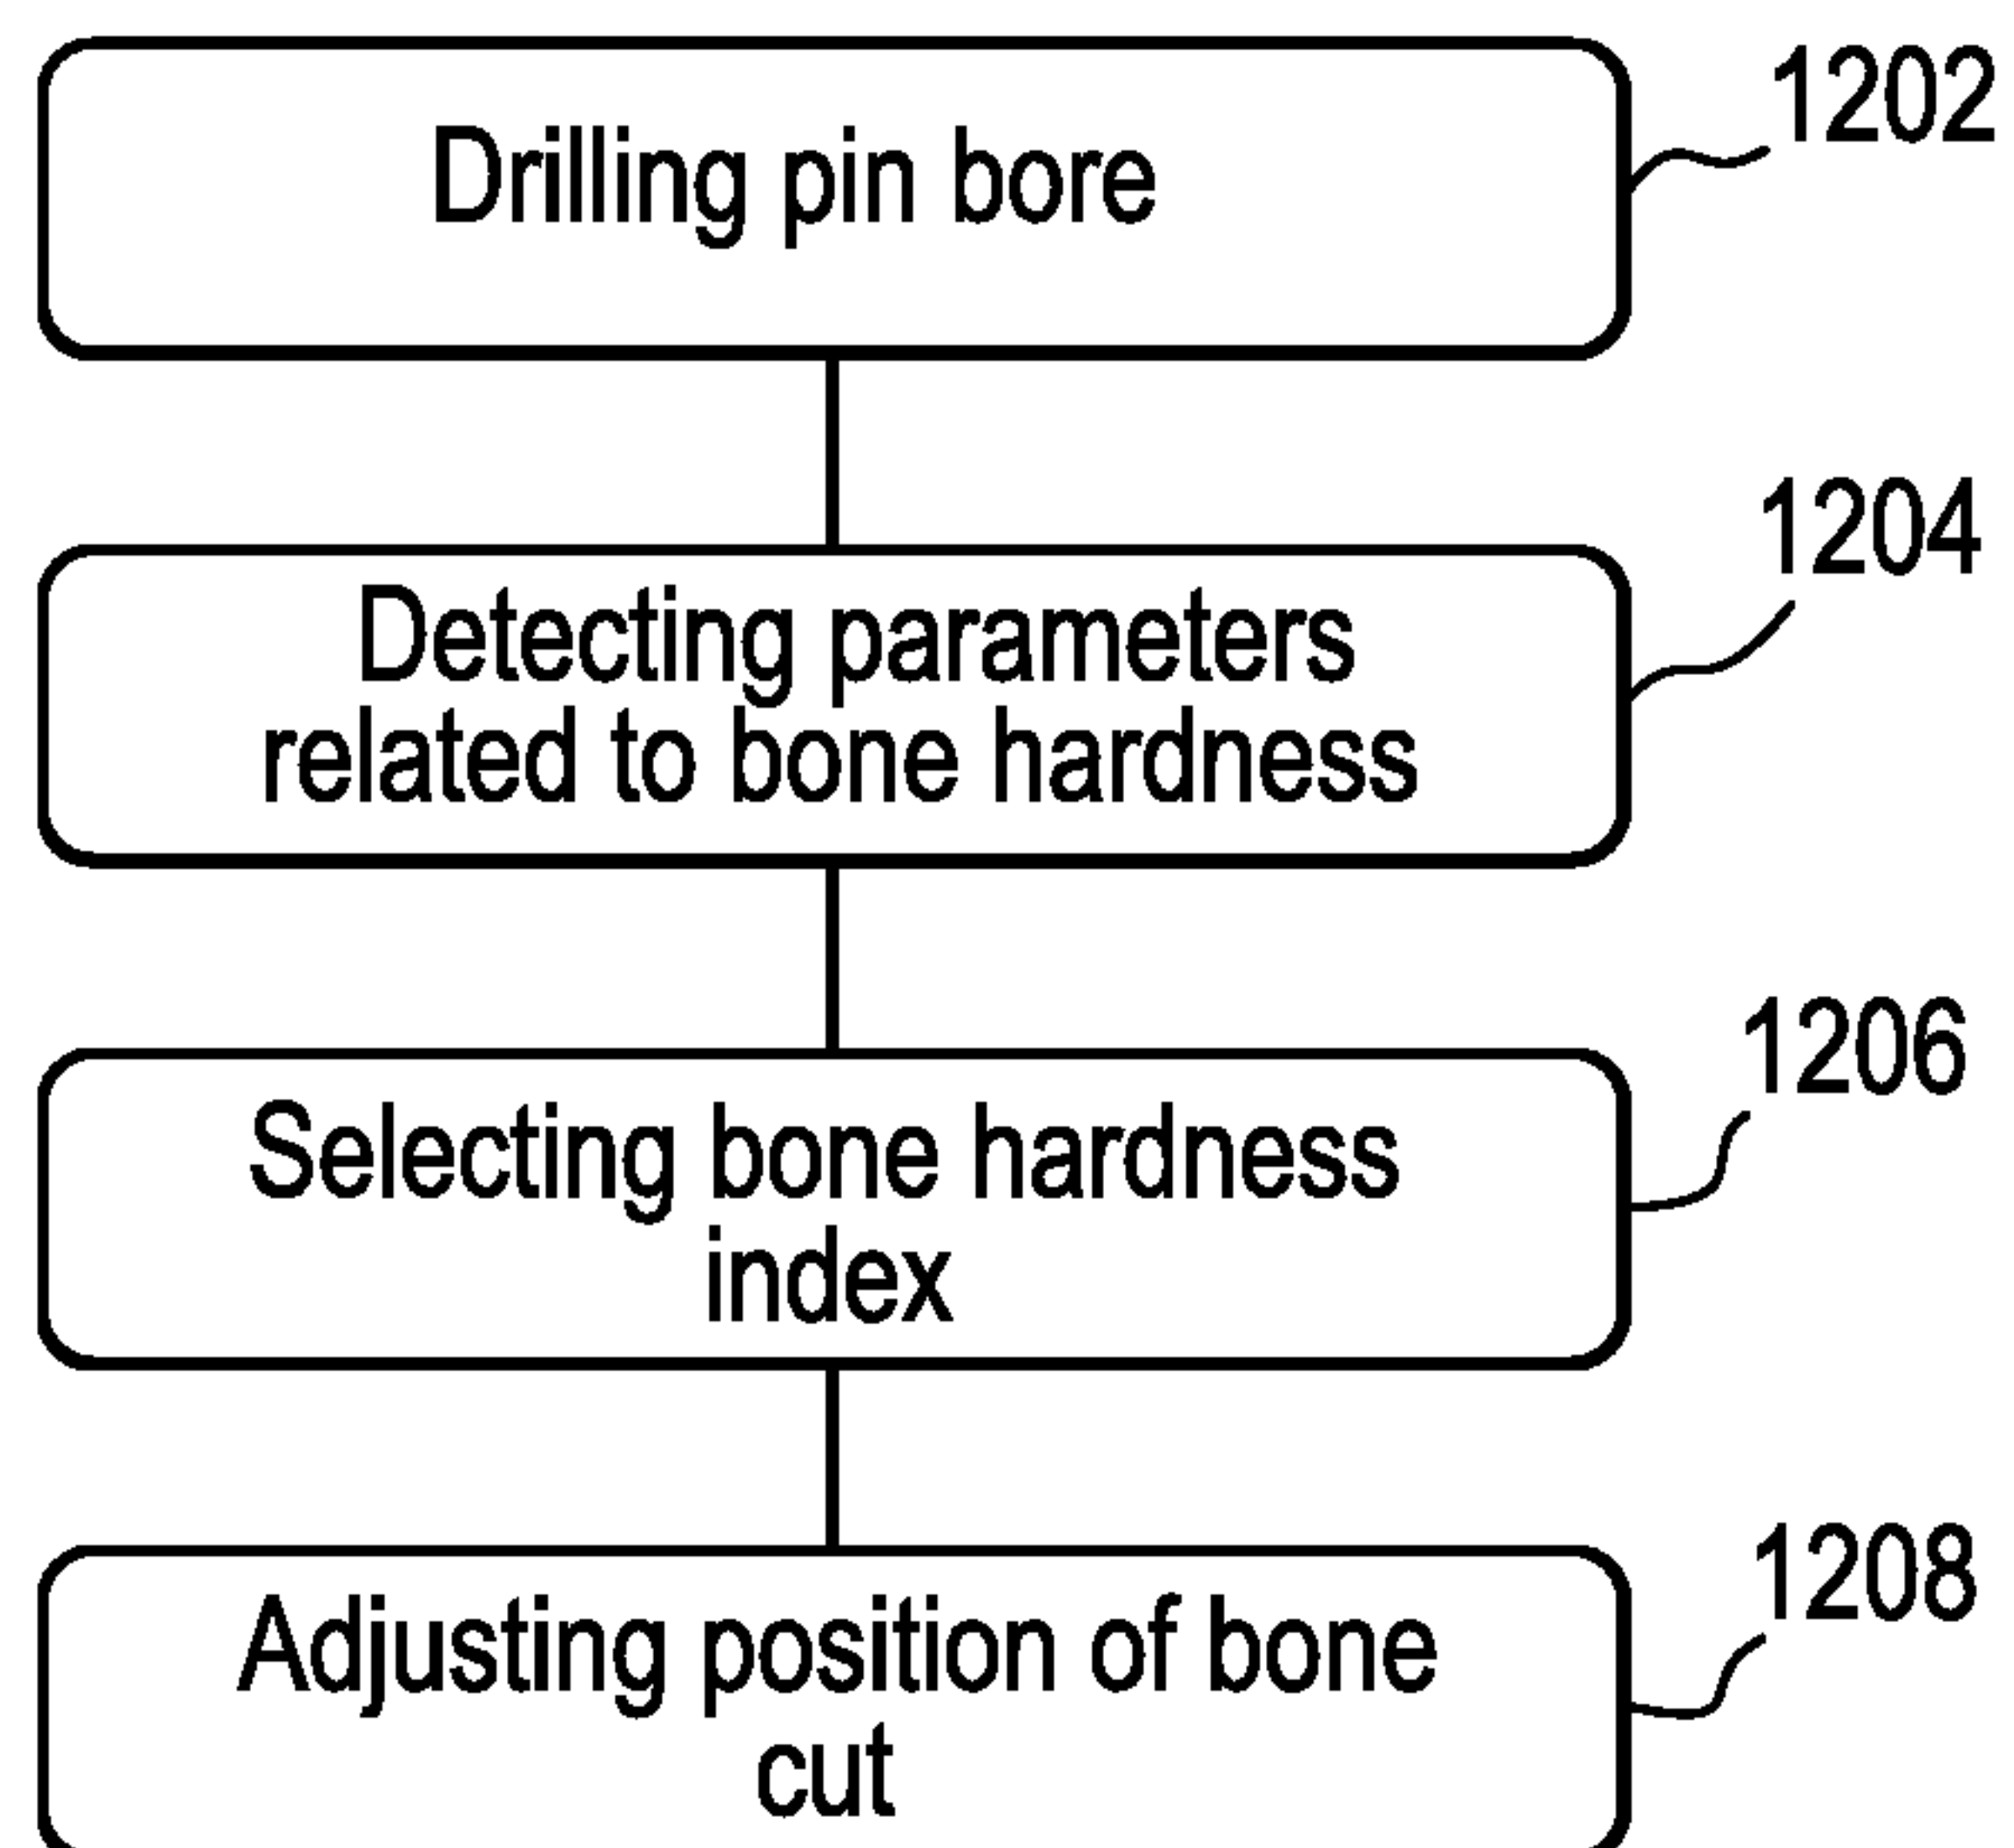 Drilling pin bore
1202
Detecting parameters
related to bone hardness
1204
Selecting bone hardness
index
1206
Adjusting position of bone
cut
1208